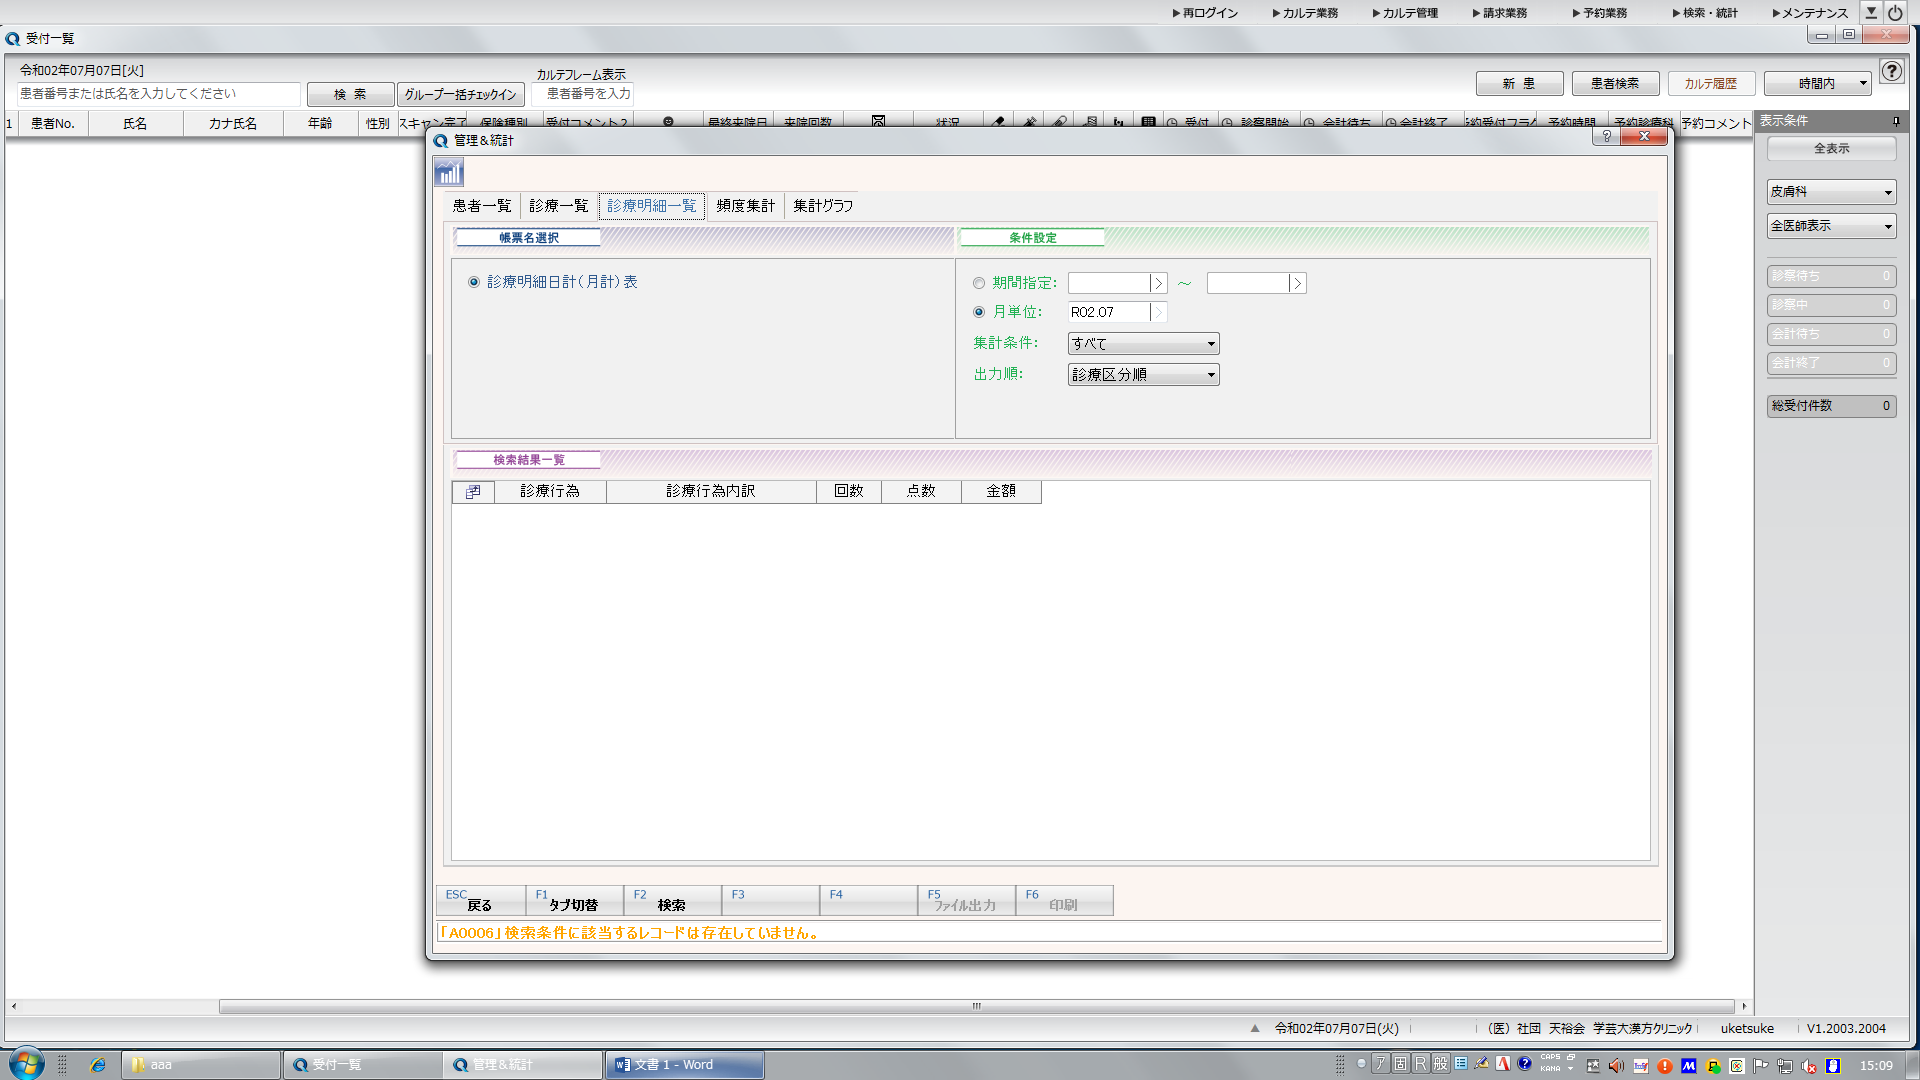 ▶再ログイン ▶カルテ業務 ▶カルテ管理 ▶請求業務 ▶予約業務 ▶検索・統計 ▶メンテナンス
受付一覧
令和02年07月07日[火]
患者番号または氏名を入力してください
検 索
グループ一括チェックイン
カルテフレーム表示
患者番号を入力
新 患
患者検索
カルテ履歴
時間内
1 患者No. 氏名 カナ氏名 年齢 性別 スキャン完了 保険種別 受付コメント2 最終来院日 来院回数 状況 受付 診察開始 会計待ち 会計終了 予約受付フラグ 予約時間 予約診療科 予約コメント
表示条件
全表示
皮膚科
全医師表示
診察待ち 0
診察中 0
会計待ち 0
会計終了 0
総受付件数 0
管理&統計
患者一覧 診療一覧 診療明細一覧 頻度集計 集計グラフ
帳票名選択
診療明細日計(月計)表
条件設定
期間指定: ～
月単位: R02.07
集計条件: すべて
出力順: 診療区分順
検索結果一覧
診療行為 診療行為内訳 回数 点数 金額
ESC 戻る F1 タブ切替 F2 検索 F3 F4 F5 ファイル出力 F6 印刷
「A0006」検索条件に該当するレコードは存在していません。
令和02年07月07日(火) (医)社団 天裕会 学芸大漢方クリニック uketsuke V1.2003.2004
aaa 受付一覧 管理&統計 文書 1 - Word ア 固 R 般 CAPS KANA 15:09